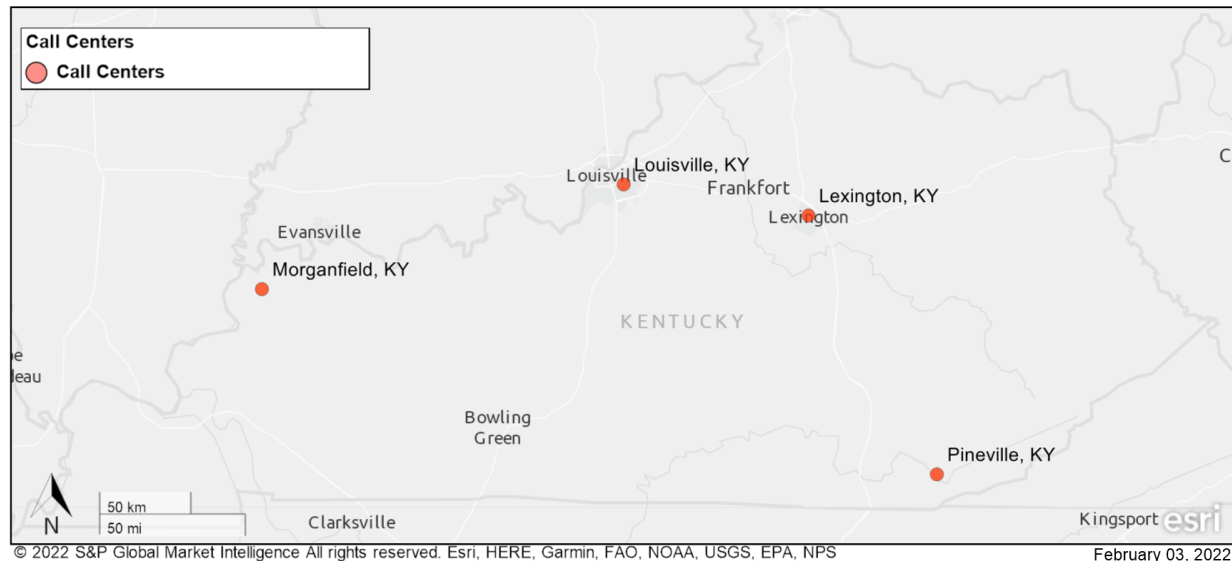 Call Centers
Call Centers
Louisville, KY
Louisville
Frankfort
Lexington, KY
Lexington
Evansville
Morganfield, KY
KENTUCKY
Bowling
Green
Pineville, KY
50 km
50 mi
N
Clarksville
Kingsport
esri
© 2022 S&P Global Market Intelligence All rights reserved. Esri, HERE, Garmin, FAO, NOAA, USGS, EPA, NPS
February 03, 2022